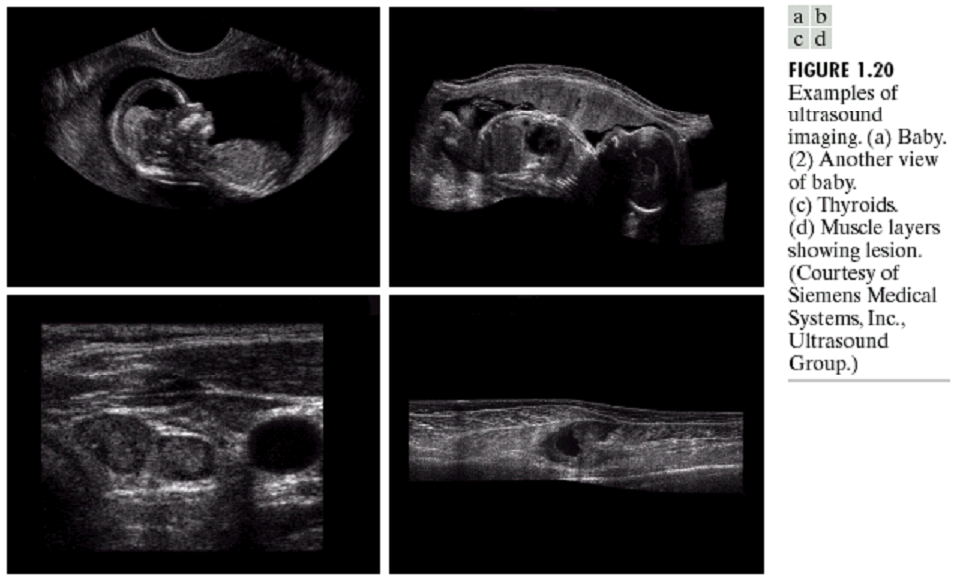 a b
c d
FIGURE 1.20
Examples of
ultrasound
imaging. (a) Baby.
(2) Another view
of baby.
(c) Thyroids.
(d) Muscle layers
showing lesion.
(Courtesy of
Siemens Medical
Systems, Inc.,
Ultrasound
Group.)